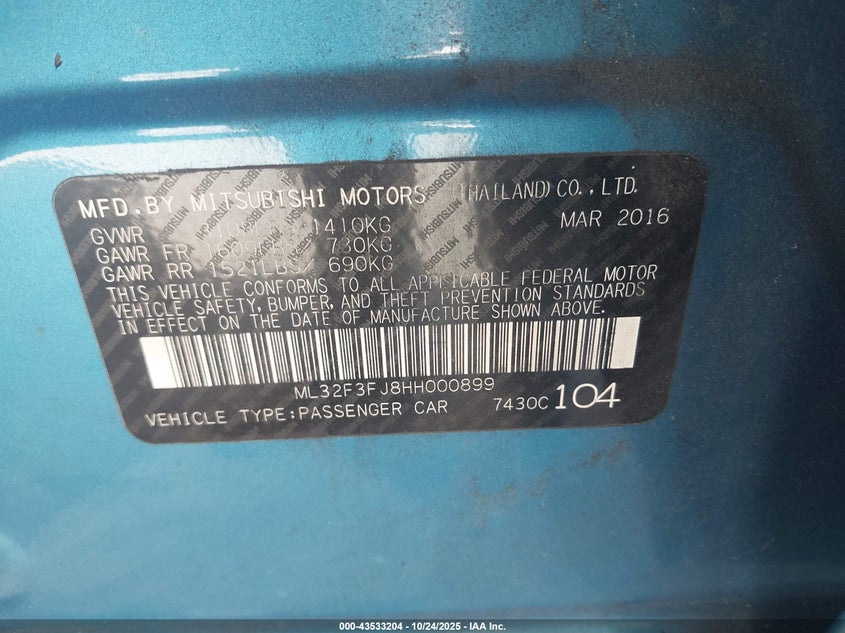 MFD.BY MITSUBISHI MOTORS (THAILAND) CO.,LTD.
MAR 2016
GVWR 1410KG
GAWR FR 730KG
GAWR RR 1521LBS 690KG
THIS VEHICLE CONFORMS TO ALL APPLICABLE FEDERAL MOTOR
VEHICLE SAFETY, BUMPER, AND THEFT PREVENTION STANDARDS
IN EFFECT ON THE DATE OF MANUFACTURE SHOWN ABOVE.
ML32F3FJ8HH000899
VEHICLE TYPE:PASSENGER CAR 7430C 104
000-43533204 - 10/24/2025 - IAA Inc.